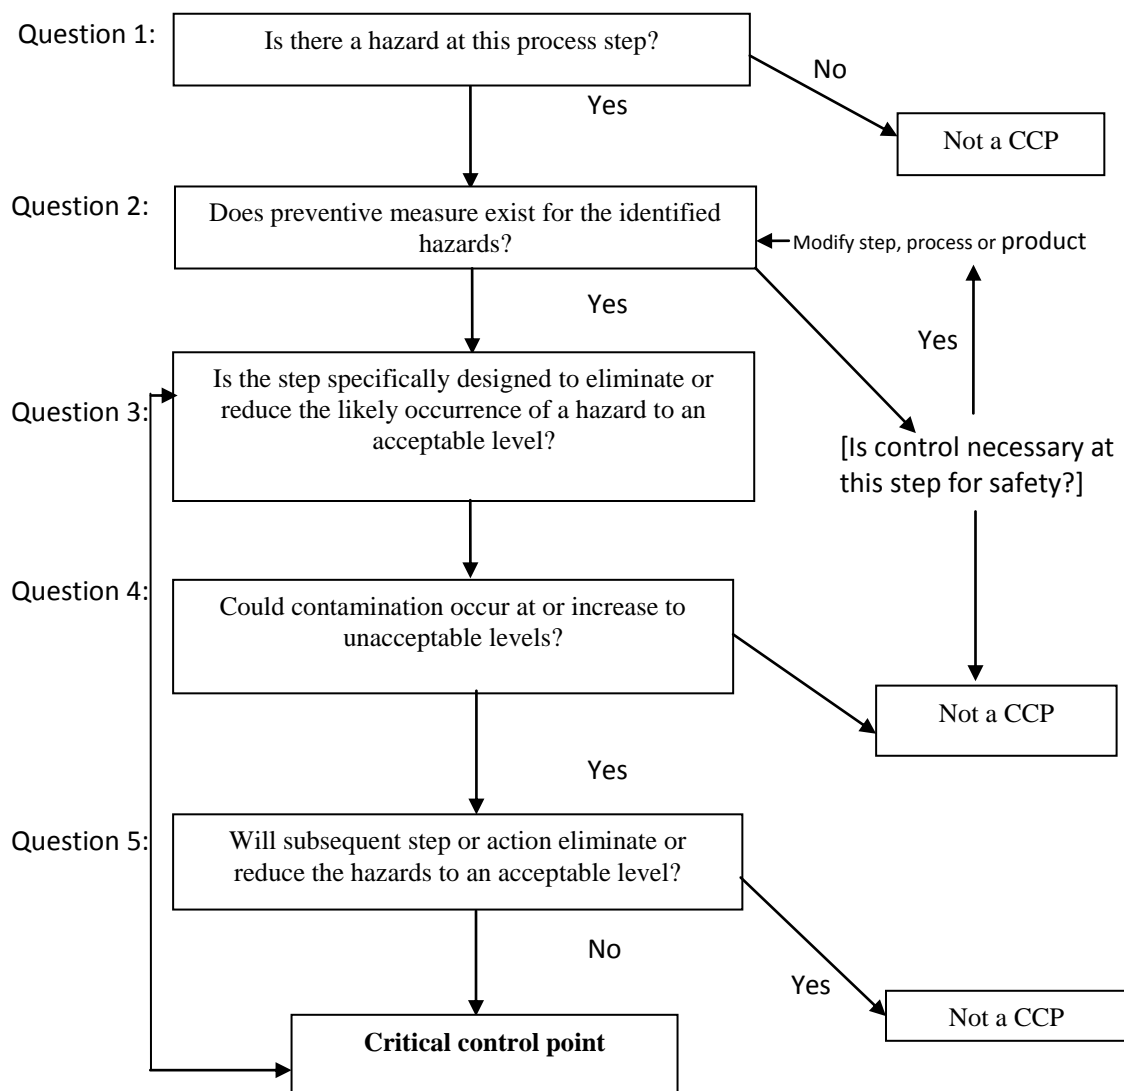 Question 1:
Is there a hazard at this process step?
No
Yes
Not a CCP
Question 2:
Does preventive measure exist for the identified
hazards?
Modify step, process or product
Yes
Yes
Question 3:
Is the step specifically designed to eliminate or
reduce the likely occurrence of a hazard to an
acceptable level?
[Is control necessary at
this step for safety?]
Question 4:
Could contamination occur at or increase to
unacceptable levels?
Not a CCP
Yes
Question 5:
Will subsequent step or action eliminate or
reduce the hazards to an acceptable level?
No
Yes
Not a CCP
Critical control point